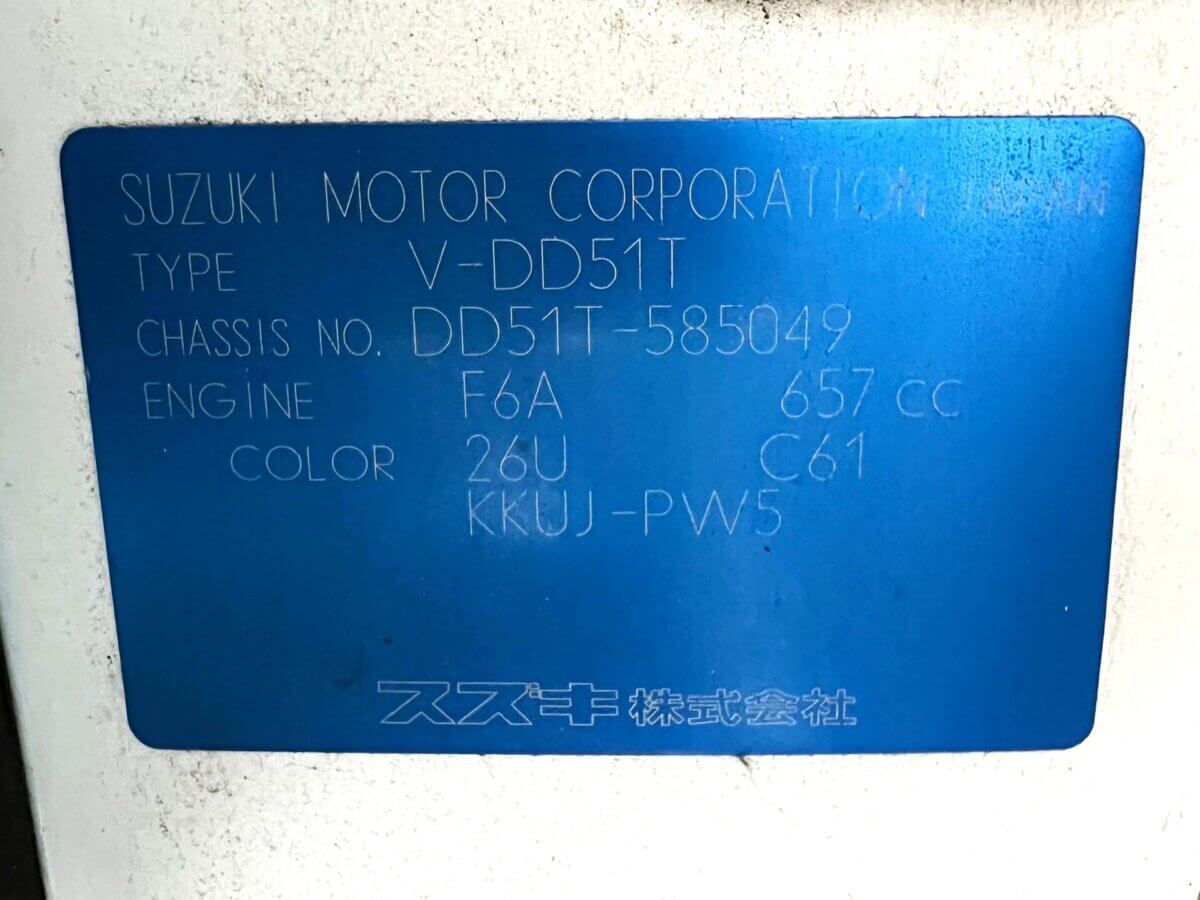 SUZUKI MOTOR CORPORATION JAPAN
TYPE V-DD51T
CHASSIS NO. DD51T-585049
ENGINE F6A 657 CC
COLOR 26U C61
KKUJ-PW5
スズキ株式会社